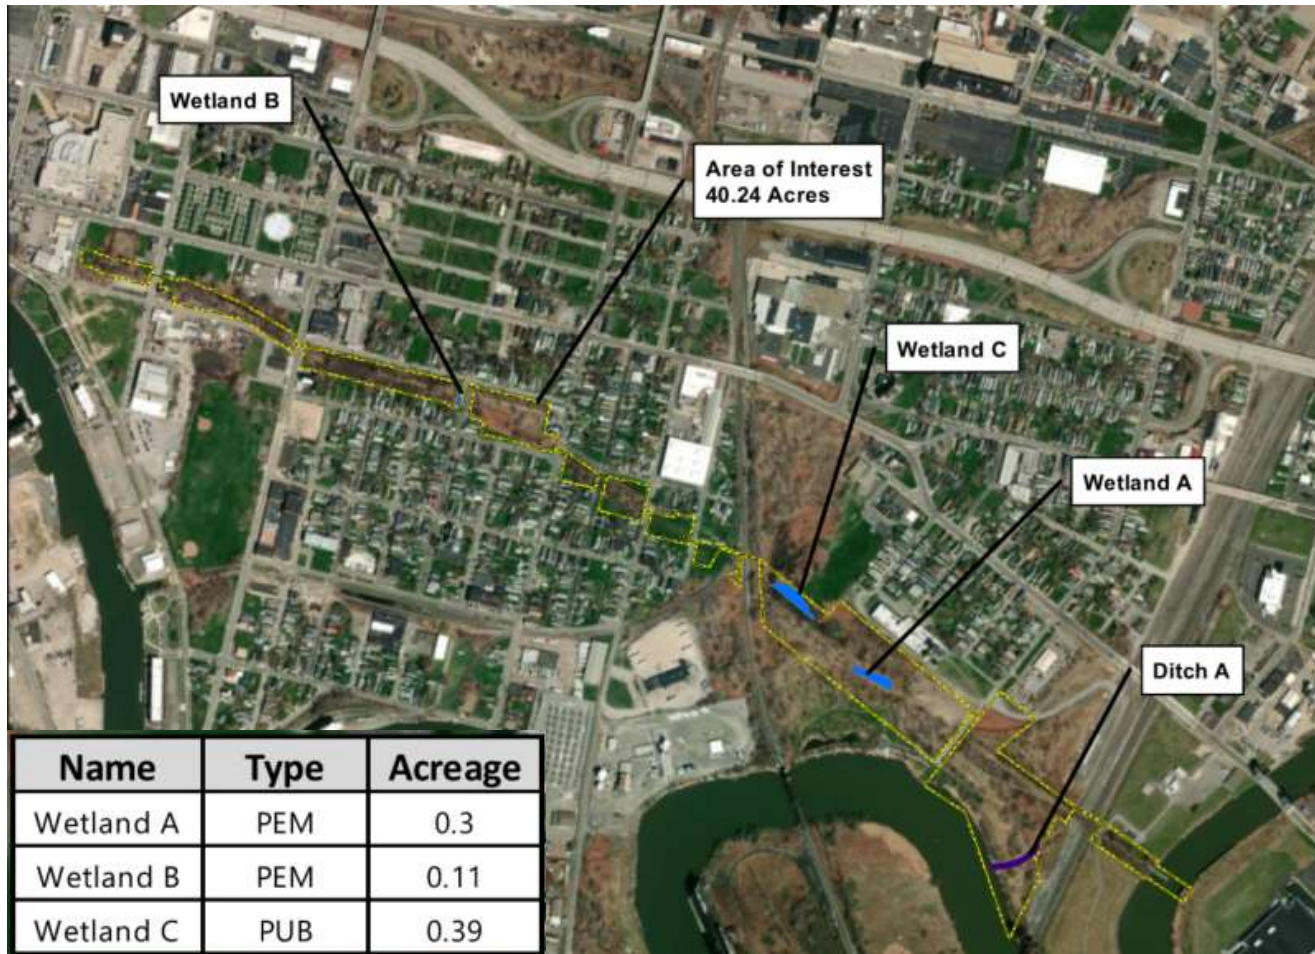 Wetland B
Area of Interest
40.24 Acres
Wetland C
Wetland A
Ditch A
Name Type Acreage
Wetland A PEM 0.3
Wetland B PEM 0.11
Wetland C PUB 0.39